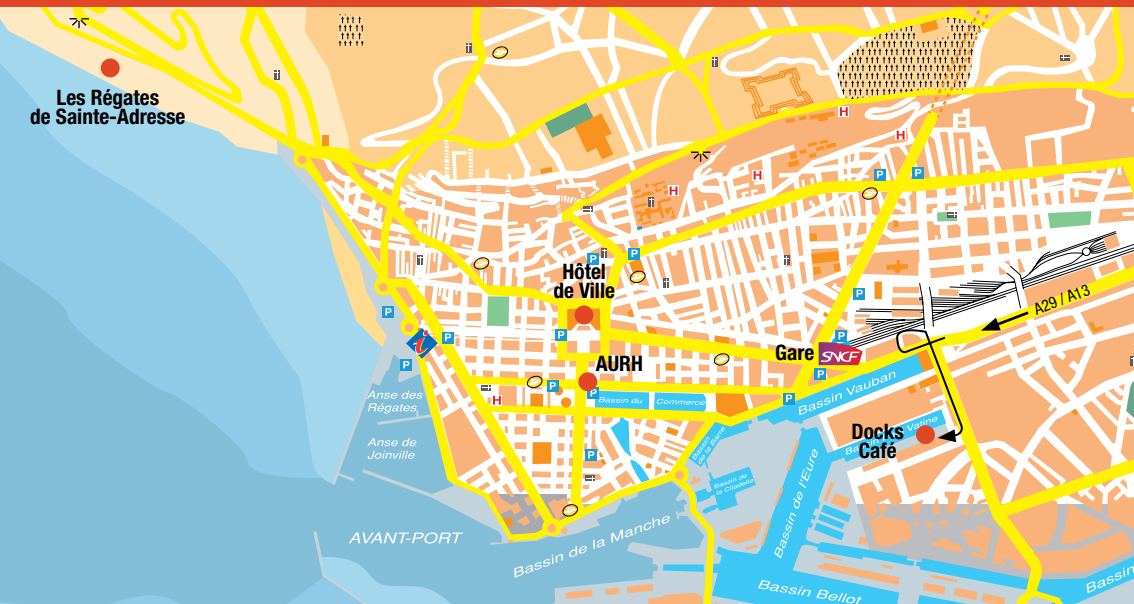 Les Régates
de Sainte-Adresse
H
H
H
H
P
P
P
P
Hôtel
de Ville
P
P
i
P
P
P
A29 / A13
P
Gare SNCF
P
AURH
P
P
P
H
Anse des
Régates
Bassin du Commerce
Bassin Vauban
Anse de
Joinville
Bassin
de la Barre
Docks
Café
Bassin Vatine
P
Bassin de
la Citadelle
Bassin de l'Eure
AVANT-PORT
Bassin de la Manche
Bassin Bellot
Bassin